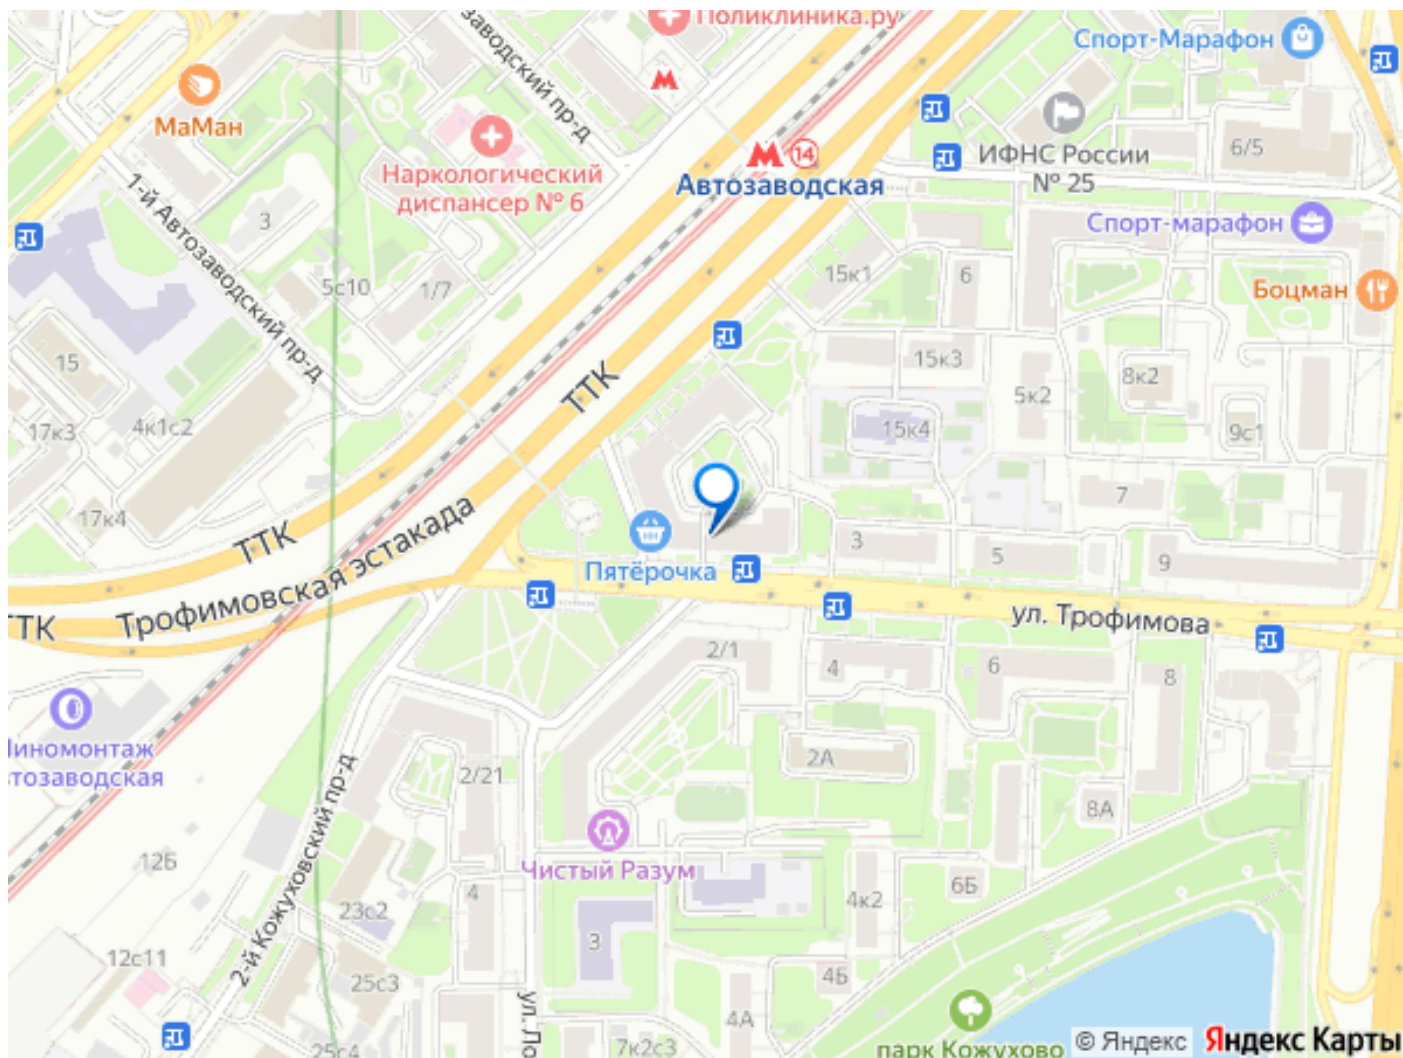 Поликлиника.ру
заводский пр-д
Спорт-Марафон
МаМан
Наркологический
диспансер № 6
14
Автозаводская
ИФНС России
№ 25
6/5
1-й Автозаводский пр-д
3
Спорт-марафон
5с10
1/7
15к1
6
Боцман
15
15к3
8к2
5к2
ТТК
17к3
4к1с2
15к4
9с1
17к4
7
ТТК
Трофимовская эстакада
Пятёрочка
3
5
9
ТТК
ул. Трофимова
2/1
4
6
8
иномонтаж
тозаводская
2/21
2А
8А
12Б
2-й Кожуховский пр-д
Чистый Разум
4
4к2
6Б
23с2
3
12с11
25с3
4Б
ул. Ло
4А
25с4
7к2с3
парк Кожухово
© Яндекс
Яндекс Карты